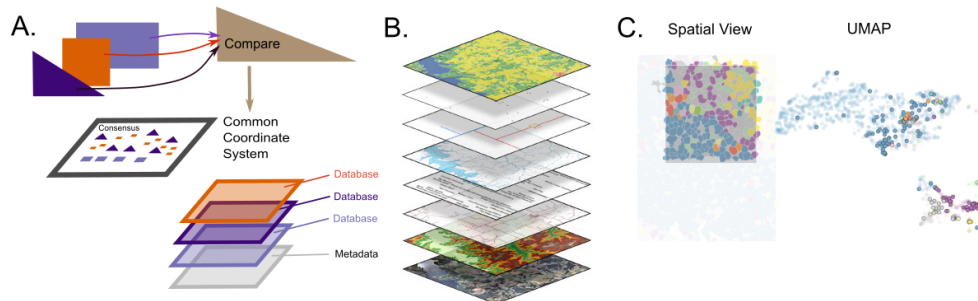 A.
Compare
Consensus
Common
Coordinate
System
Database
Database
Database
Metadata
B.
C.
Spatial View
UMAP